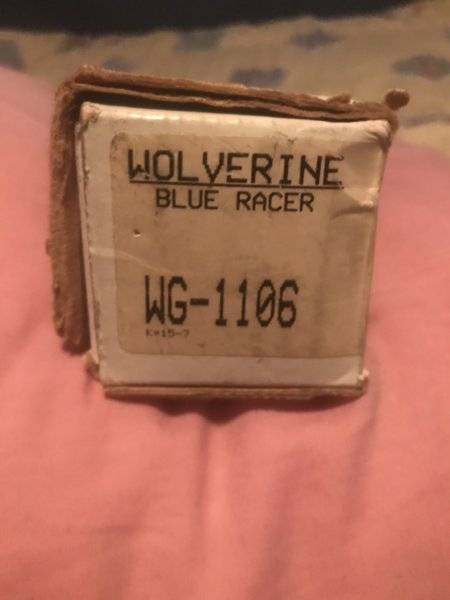 WOLVERINE
BLUE RACER
WG-1106
K#15-7